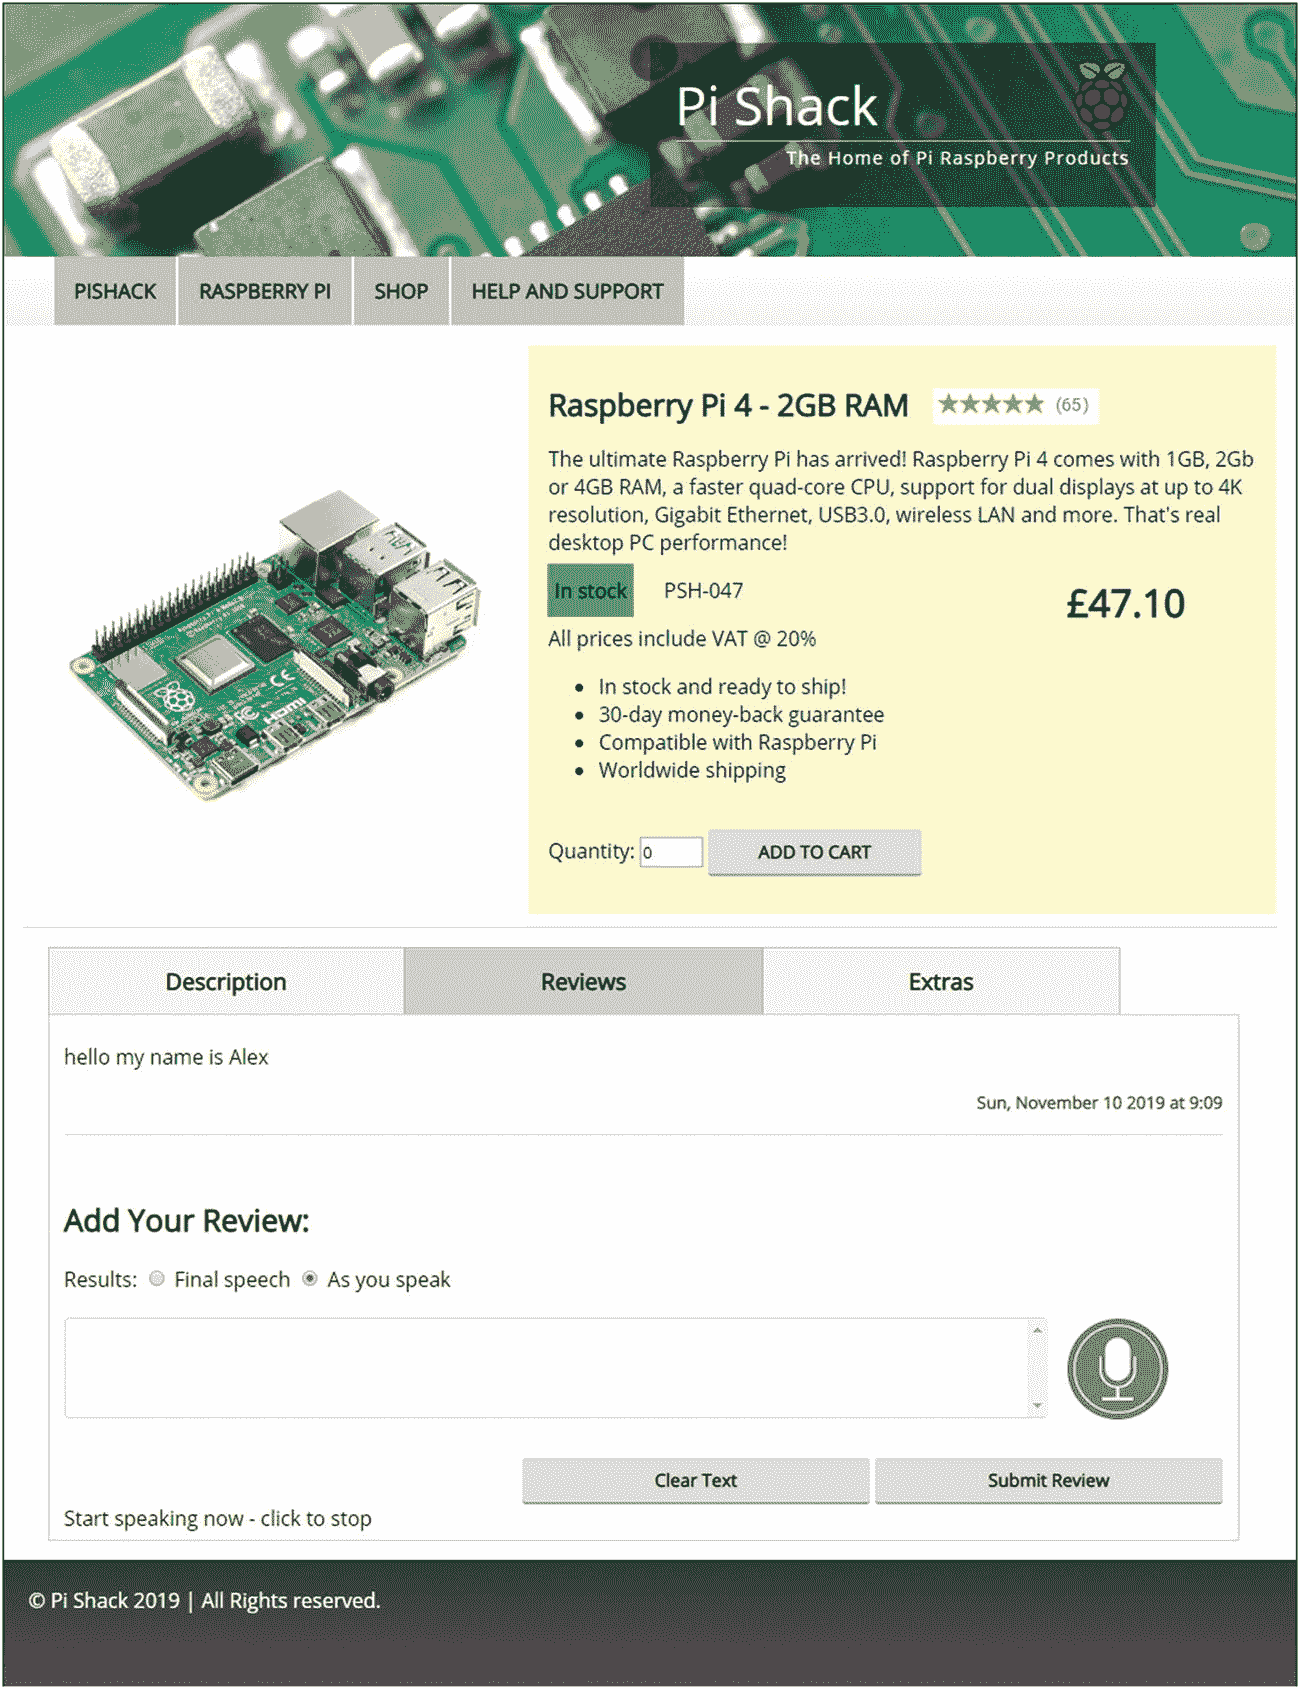 Pi Shack
The Home of Pi Raspberry Products
PISHACK
RASPBERRY PI
SHOP
HELP AND SUPPORT
Raspberry Pi 4 - 2GB RAM
(65)
The ultimate Raspberry Pi has arrived! Raspberry Pi 4 comes with 1GB, 2Gb
or 4GB RAM, a faster quad-core CPU, support for dual displays at up to 4K
resolution, Gigabit Ethernet, USB3.0, wireless LAN and more. That's real
desktop PC performance!
In stock
PSH-047
£47.10
All prices include VAT @ 20%
• In stock and ready to ship!
• 30-day money-back guarantee
• Compatible with Raspberry Pi
• Worldwide shipping
Quantity: 0
ADD TO CART
HDMI
Description
Reviews
Extras
hello my name is Alex
Sun, November 10 2019 at 9:09
Add Your Review:
Results: Final speech As you speak
Clear Text
Submit Review
Start speaking now - click to stop
© Pi Shack 2019 | All Rights reserved.